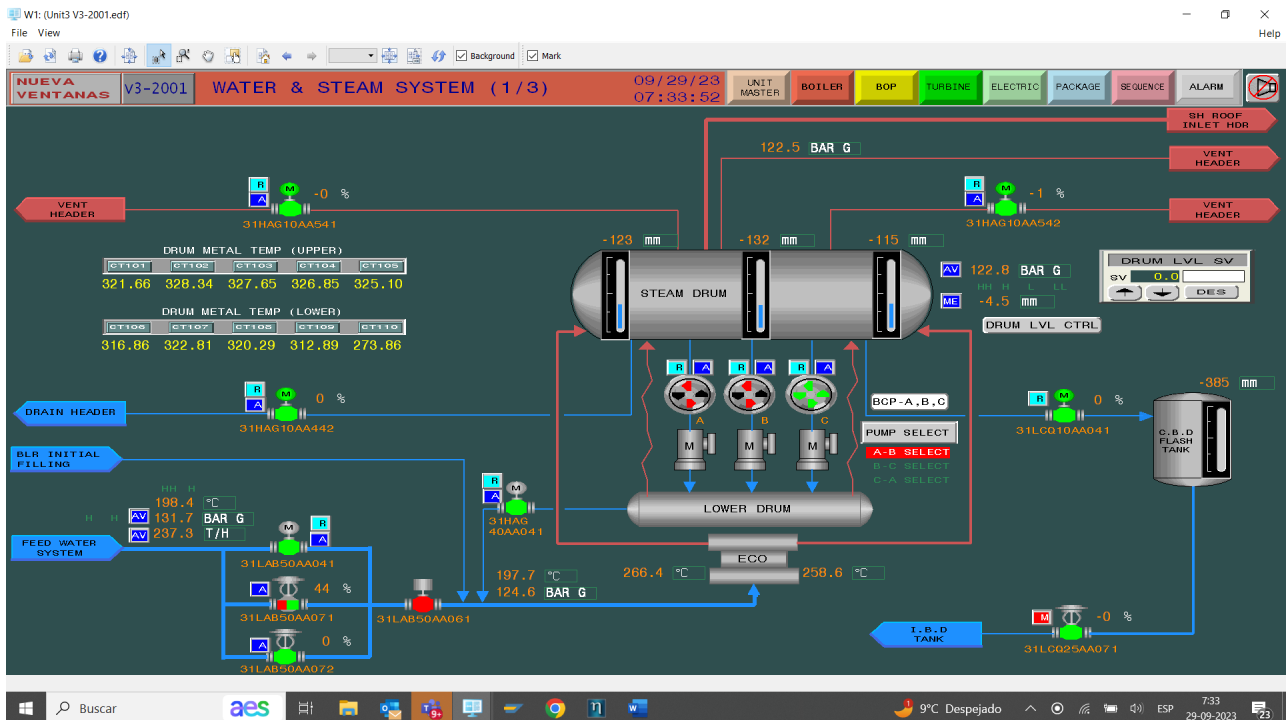 W1: (Unit3 V3-2001.edf)
File View
Help
Background
Mark
NUEVA VENTANAS
V3-2001
WATER & STEAM SYSTEM (1/3)
09/29/23
07:33:52
UNIT MASTER
BOILER
BOP
TURBINE
ELECTRIC
PACKAGE
SEQUENCE
ALARM
SH ROOF
INLET HDR
122.5 BAR G
VENT
HEADER
R
A
M
-0 %
31HAG10AA541
VENT
HEADER
R
A
M
-1 %
31HAG10AA542
VENT
HEADER
DRUM METAL TEMP (UPPER)
CT101 CT102 CT103 CT104 CT105
321.66 328.34 327.65 326.85 325.10
DRUM METAL TEMP (LOWER)
CT106 CT107 CT108 CT109 CT110
316.86 322.81 320.29 312.89 273.86
-123 mm
-132 mm
-115 mm
STEAM DRUM
AV 122.8 BAR G
HH H L LL
ME -4.5 mm
DRUM LVL SV
SV 0.0
DES
DRUM LVL CTRL
DRAIN HEADER
R
A
M
0 %
31HAG10AA442
R A R A R A
A B C
M M M
BCP-A,B,C
PUMP SELECT
A-B SELECT
B-C SELECT
C-A SELECT
R
M
0 %
31LCQ10AA041
-385 mm
C.B.D
FLASH
TANK
BLR INITIAL
FILLING
R
A
M
31HAG
40AA041
LOWER DRUM
HH H
198.4 °C
H H AV 131.7 BAR G
AV 237.3 T/H
FEED WATER
SYSTEM
M
R
A
31LAB50AA041
A
44 %
31LAB50AA071
31LAB50AA061
A
0 %
31LAB50AA072
ECO
197.7 °C
124.6 BAR G
266.4 °C
258.6 °C
I.B.D
TANK
M
-0 %
31LCQ25AA071
Buscar
aes
9+
9°C Despejado
ESP
7:33
29-09-2023
23